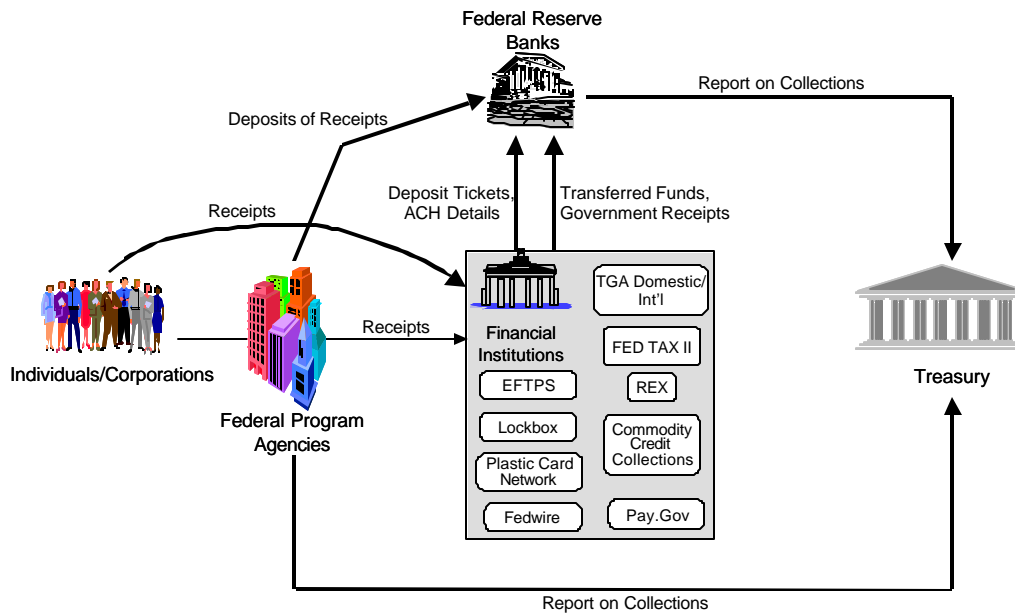 Federal Reserve
Banks
Report on Collections
Deposits of Receipts
Deposit Tickets,
ACH Details
Transferred Funds,
Government Receipts
Receipts
TGA Domestic/
Int'l
Receipts
Financial
Institutions
FED TAX II
Individuals/Corporations
EFTPS
REX
Treasury
Federal Program
Agencies
Lockbox
Commodity
Credit
Collections
Plastic Card
Network
Fedwire
Pay.Gov
Report on Collections